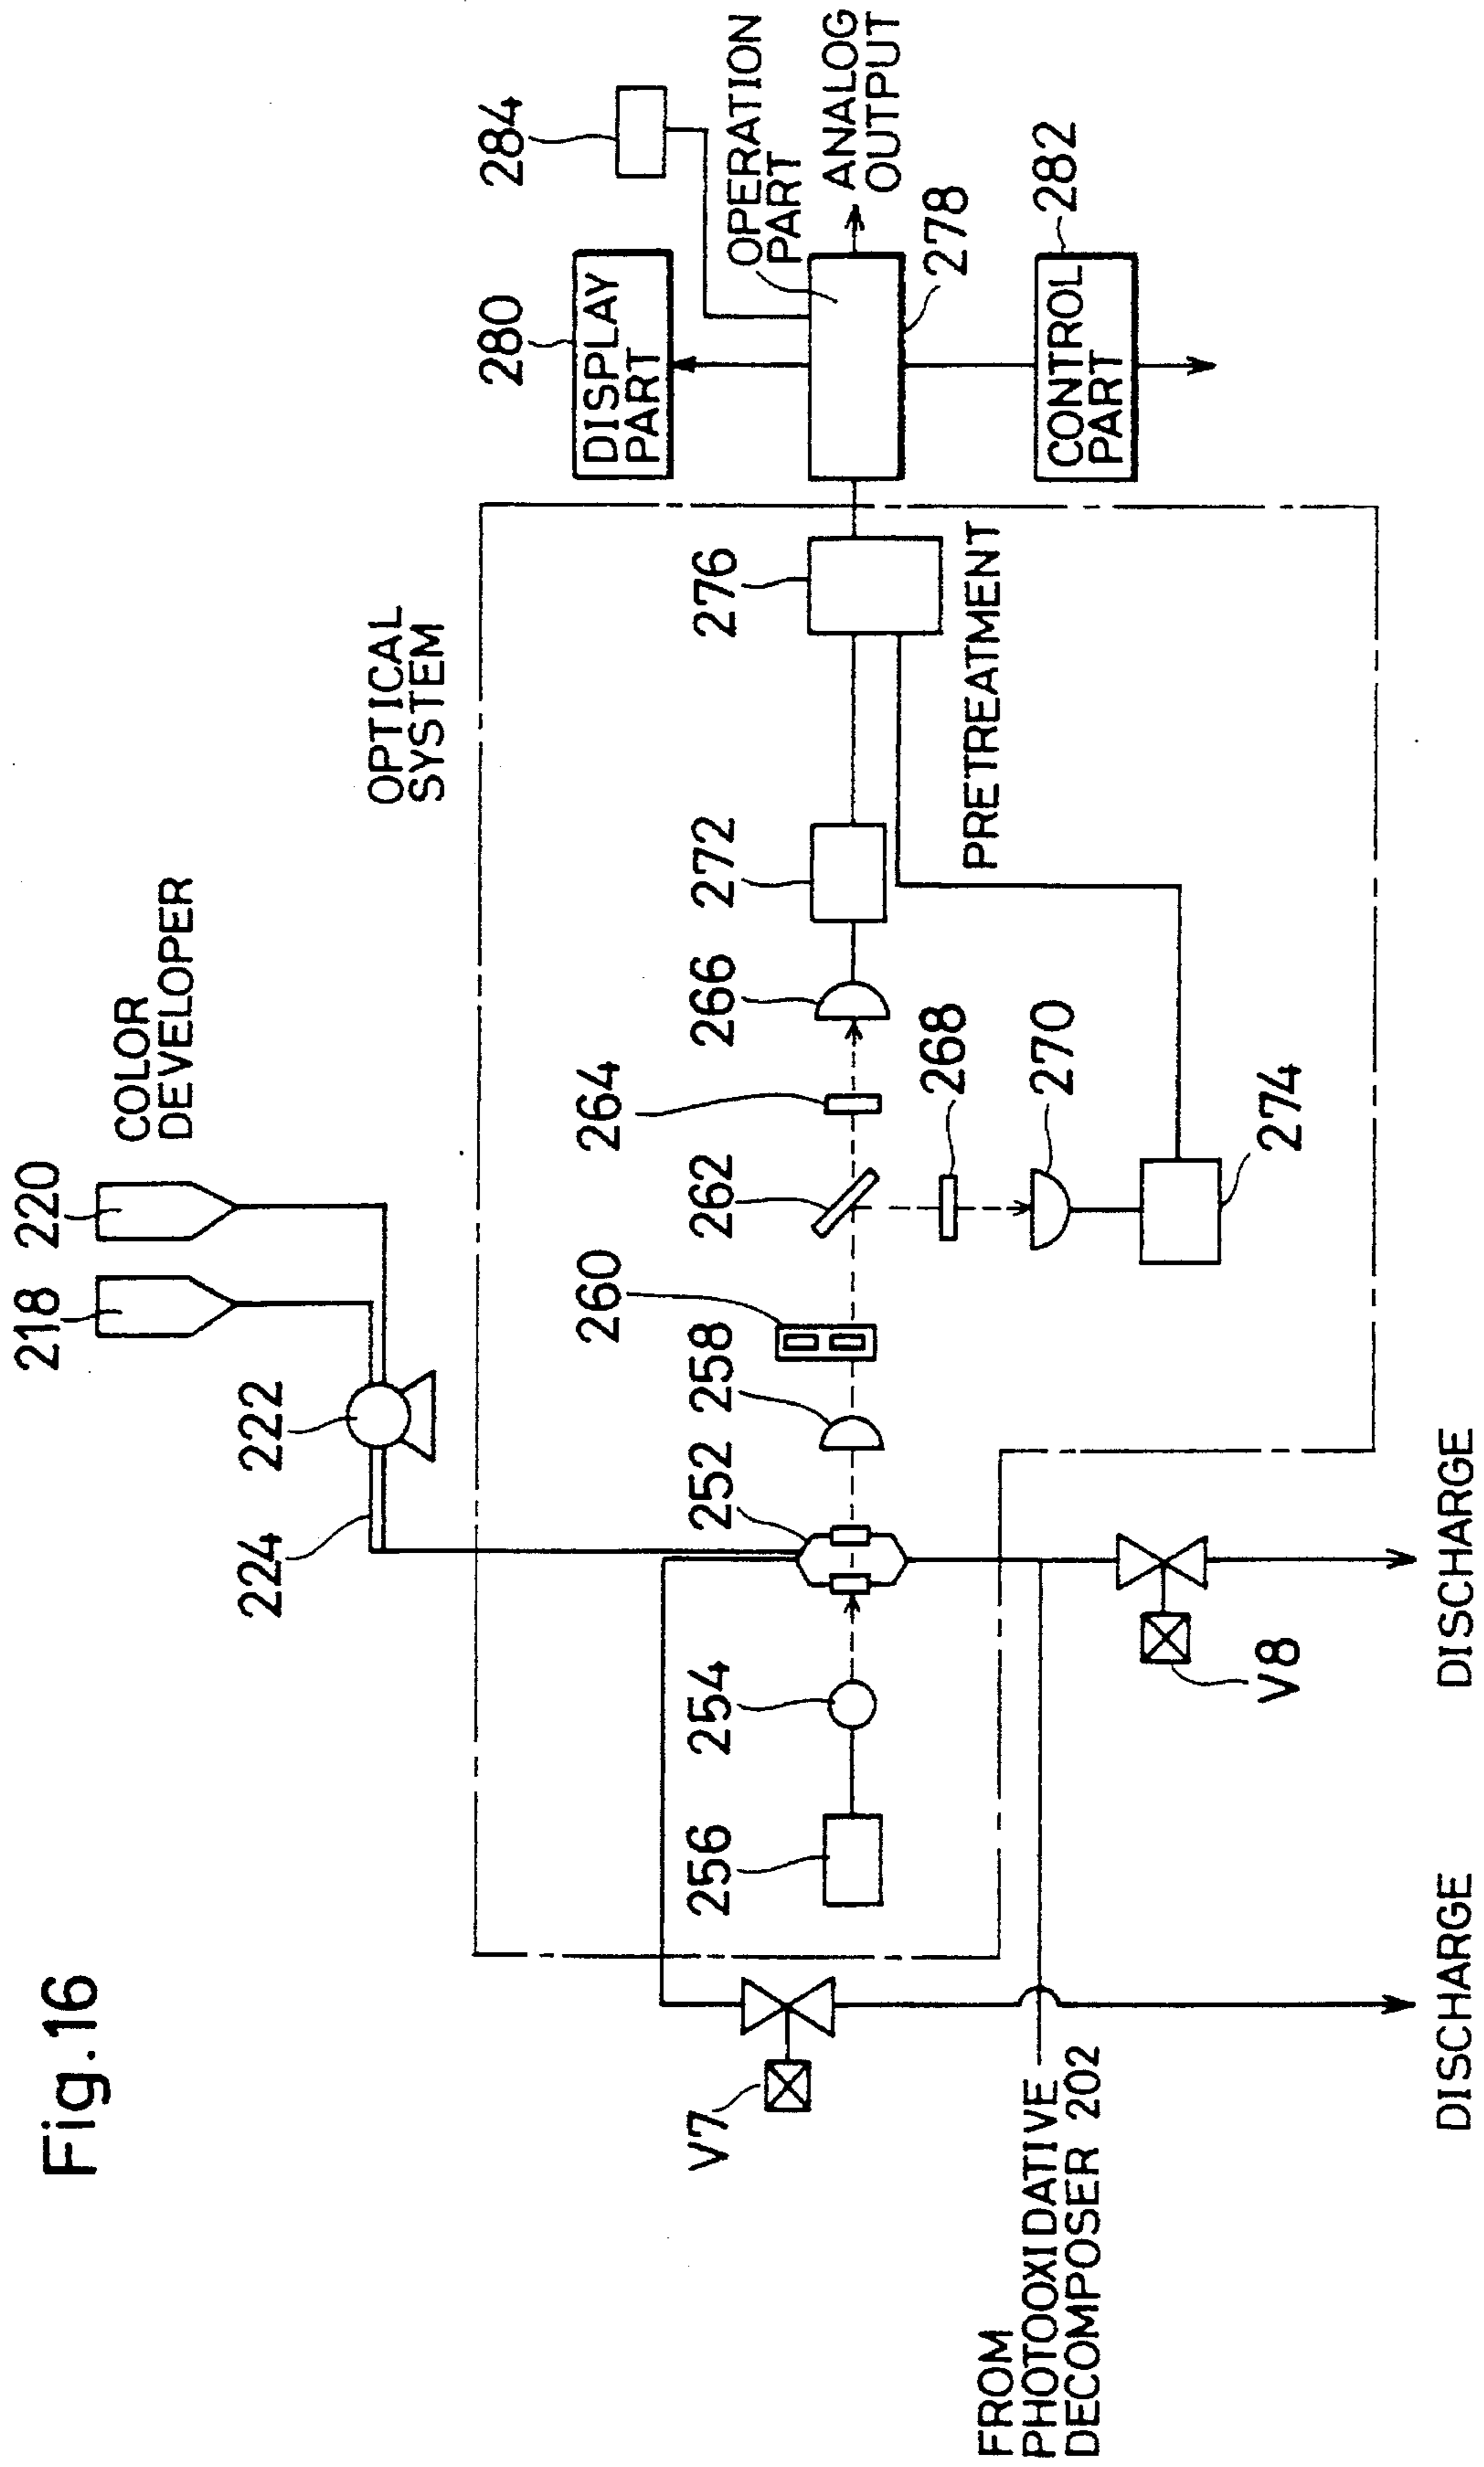 Fig.16
218
220
COLOR
DEVELOPER
222
224
OPTICAL
SYSTEM
V7
256
254
252
258
260
262
264
266
272
276
268
270
274
PRETREATMENT
280
DISPLAY
PART
284
OPERATION
PART
ANALOG
OUTPUT
278
282
CONTROL
PART
FROM
PHOTOOXIDATIVE
DECOMPOSER 202
V8
DISCHARGE
DISCHARGE